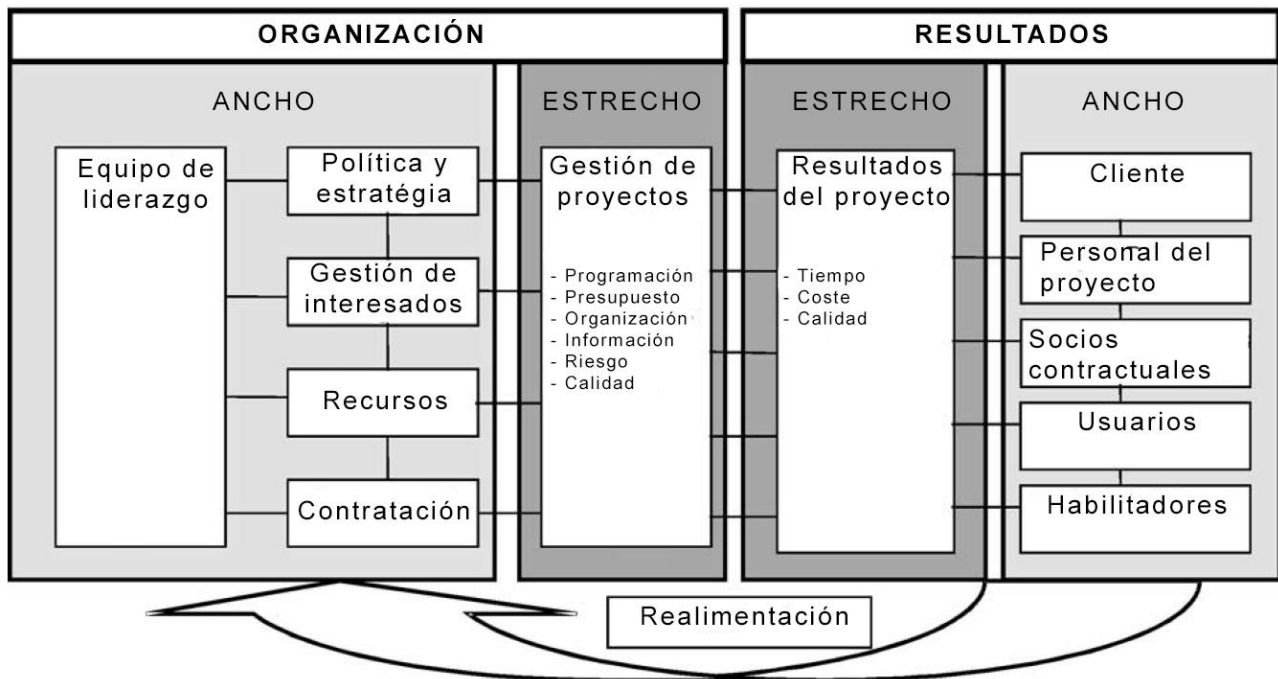 ORGANIZACIÓN
RESULTADOS
ANCHO
ESTRECHO
ESTRECHO
ANCHO
Equipo de
liderazgo
Política y
estratégia
Gestión de
interesados
Recursos
Contratación
Gestión de
proyectos
- Programación
- Presupuesto
- Organización
- Información
- Riesgo
- Calidad
Resultados
del proyecto
- Tiempo
- Coste
- Calidad
Cliente
Personal del
proyecto
Socios
contractuales
Usuarios
Habilitadores
Realimentación